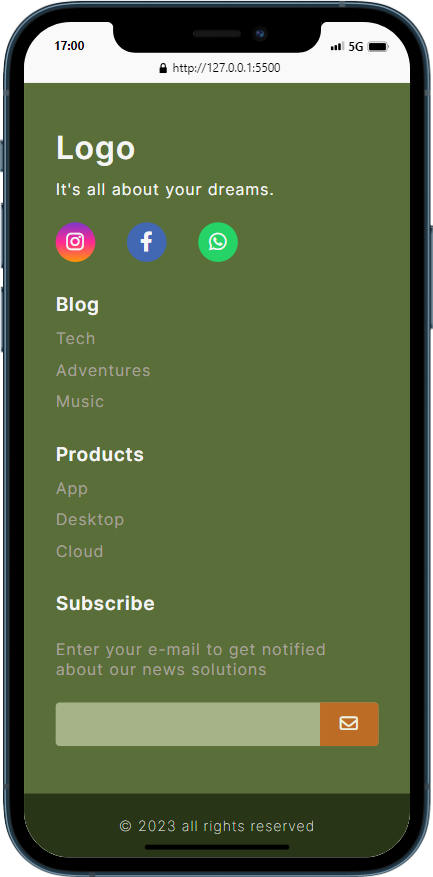 17:00
5G
http://127.0.0.1:5500
Logo
It's all about your dreams.
Blog
Tech
Adventures
Music
Products
App
Desktop
Cloud
Subscribe
Enter your e-mail to get notified
about our news solutions
© 2023 all rights reserved